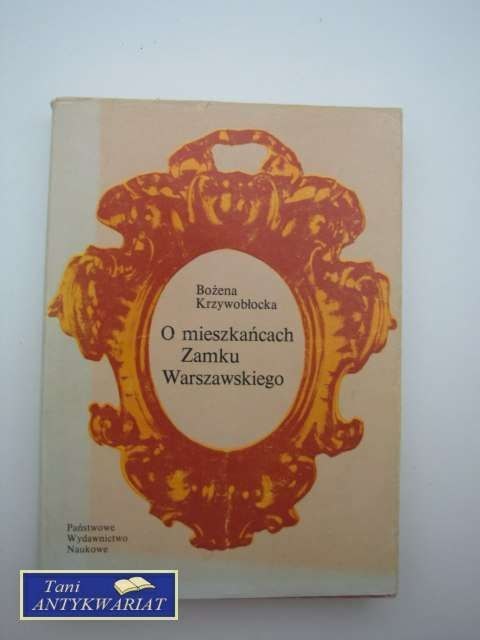 Bożena
Krzywobłocka
O mieszkańcach
Zamku
Warszawskiego
Państwowe
Wydawnictwo
Naukowe
Tani
ANTYKWARIAT